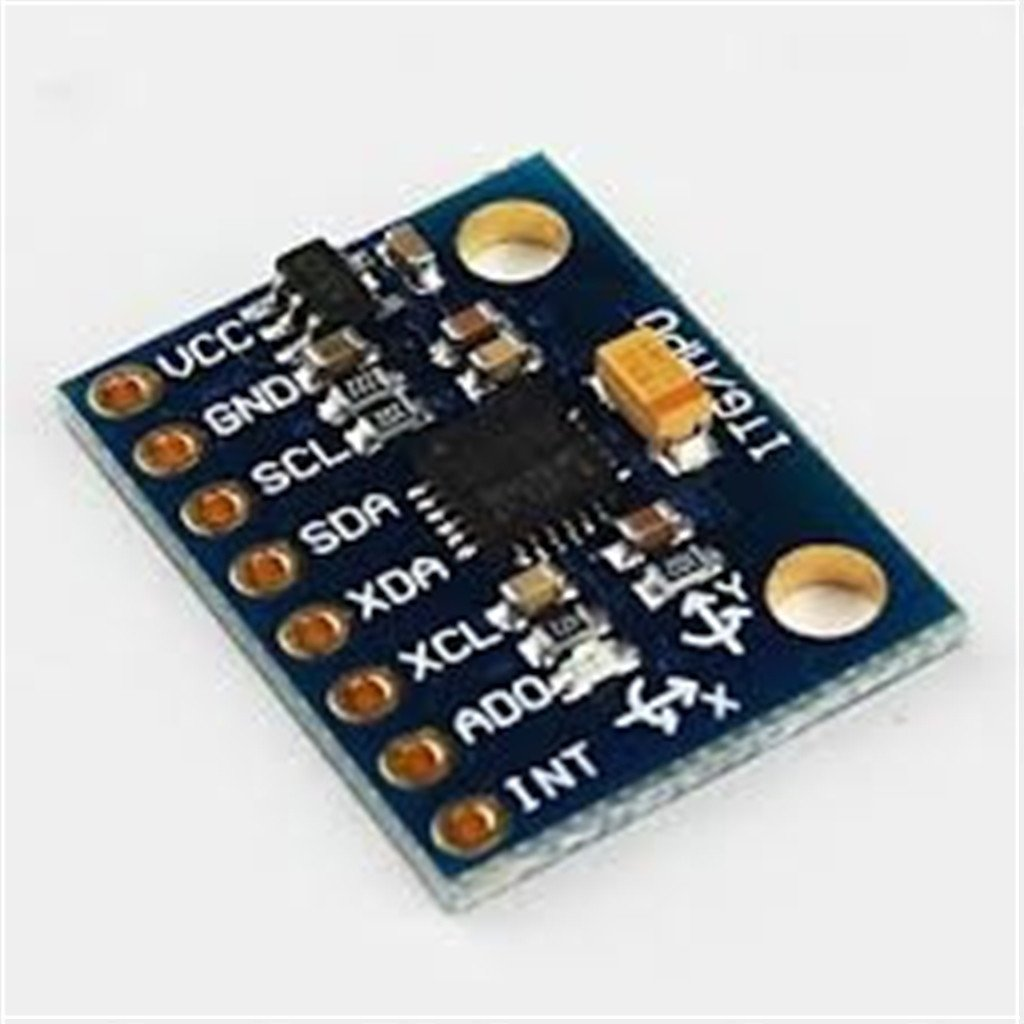 VCC
GND
SCL
SDA
XDA
XCL
ADO
INT
ITG/MPU
Y
X